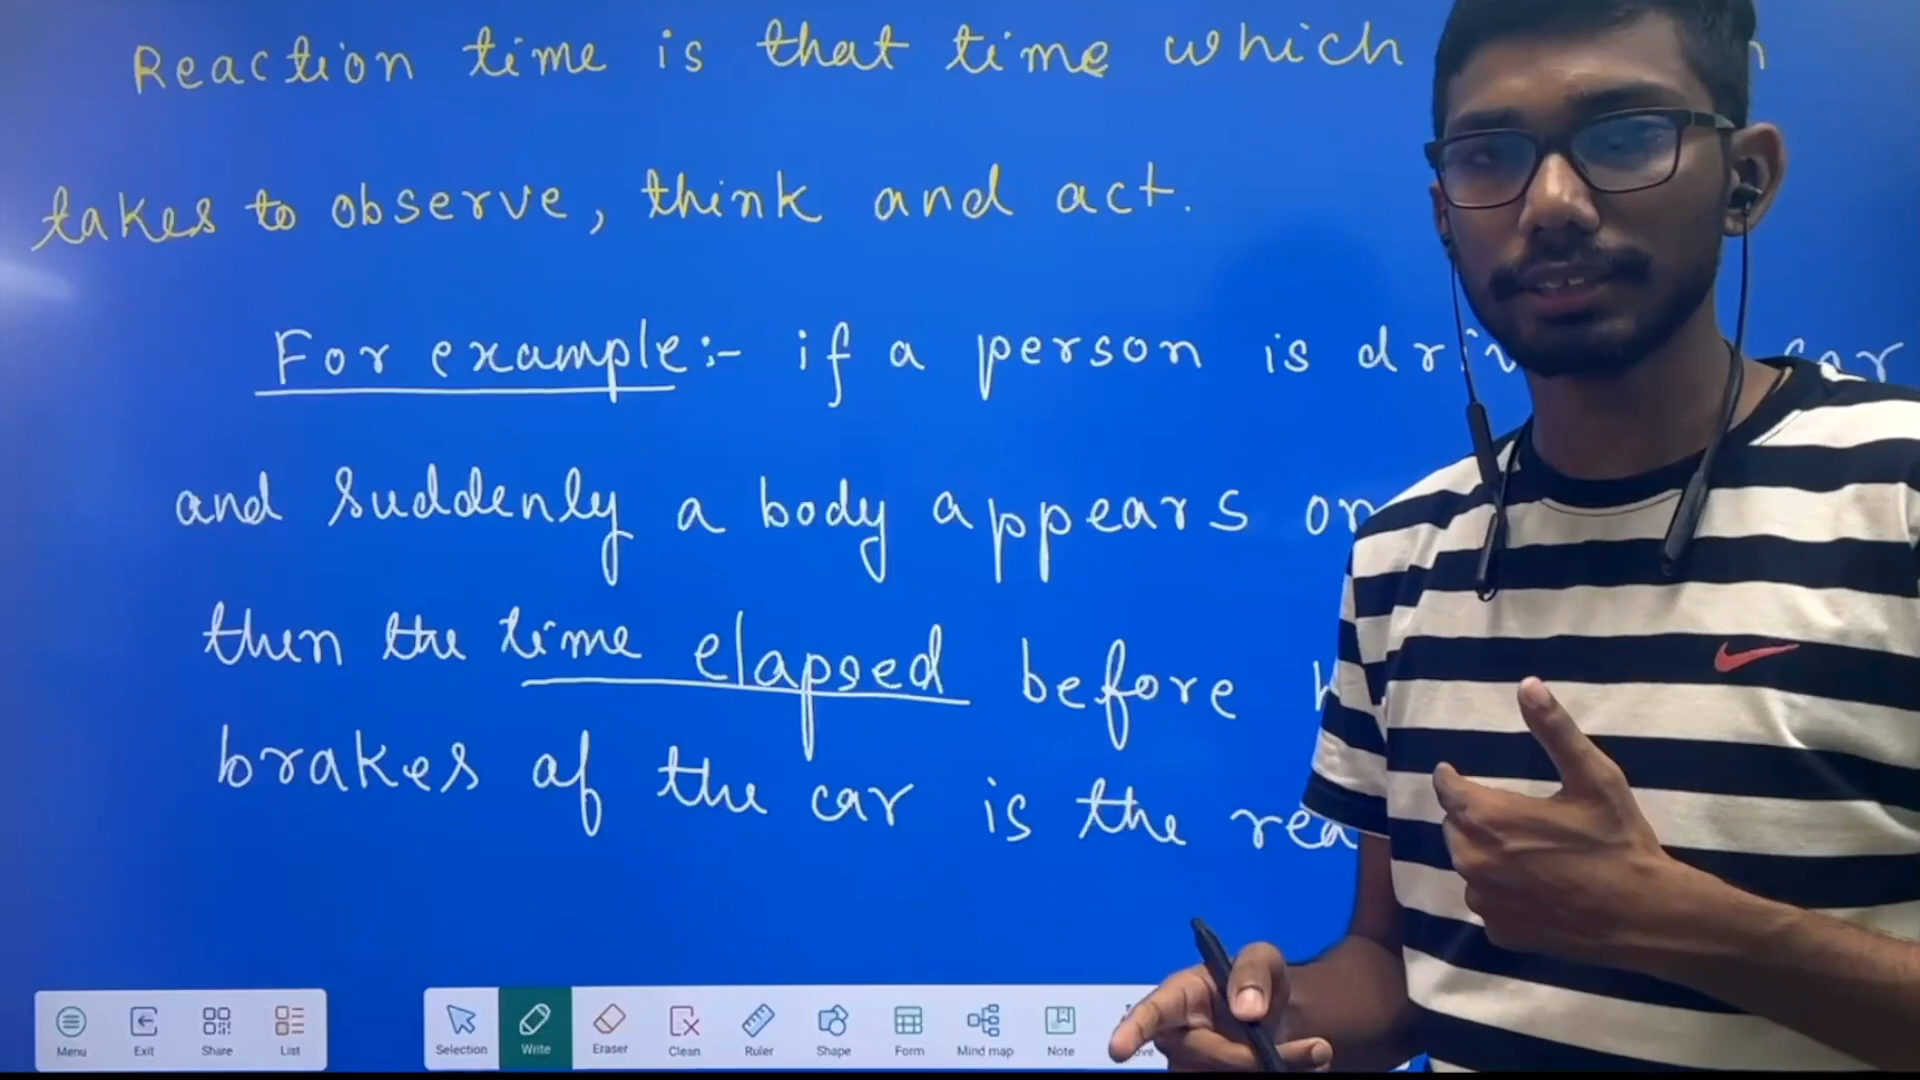 Reaction time is that time which
takes to observe, think and act.
For example:- if a person is car
and suddenly a body appears on
then the time elapsed before
brakes of the car is the
Menu Exit Share List Selection Write Eraser Clean Ruler Shape Form Mind map Note